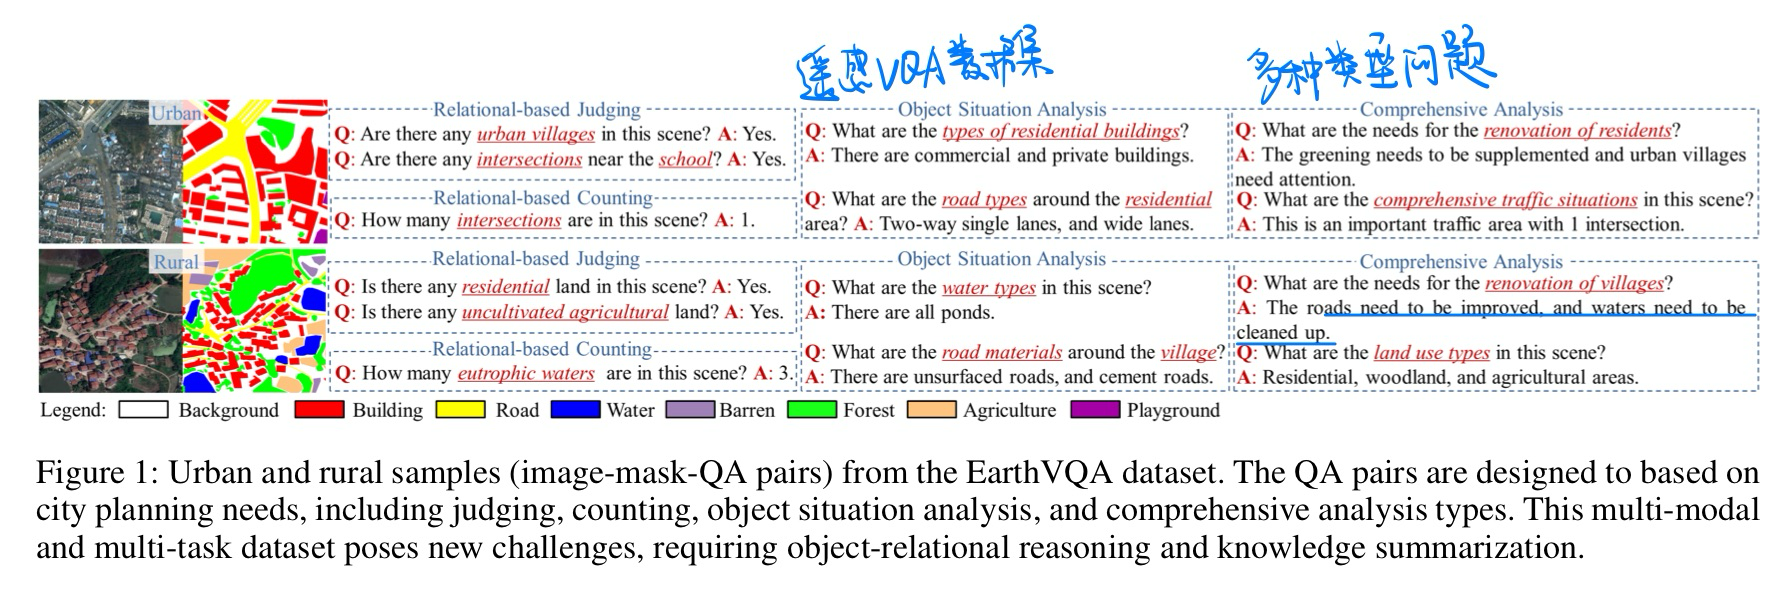 遥感VQA数据集
多种类型问题
Urban
Relational-based Judging
Q: Are there any urban villages in this scene? A: Yes.
Q: Are there any intersections near the school? A: Yes.
Relational-based Counting
Q: How many intersections are in this scene? A: 1.
Object Situation Analysis
Q: What are the types of residential buildings?
A: There are commercial and private buildings.
Q: What are the road types around the residential
area? A: Two-way single lanes, and wide lanes.
Comprehensive Analysis
Q: What are the needs for the renovation of residents?
A: The greening needs to be supplemented and urban villages
need attention.
Q: What are the comprehensive traffic situations in this scene?
A: This is an important traffic area with 1 intersection.
Rural
Relational-based Judging
Q: Is there any residential land in this scene? A: Yes.
Q: Is there any uncultivated agricultural land? A: Yes.
Relational-based Counting
Q: How many eutrophic waters are in this scene? A: 3.
Object Situation Analysis
Q: What are the water types in this scene?
A: There are all ponds.
Q: What are the road materials around the village?
A: There are unsurfaced roads, and cement roads.
Comprehensive Analysis
Q: What are the needs for the renovation of villages?
A: The roads need to be improved, and waters need to be
cleaned up.
Q: What are the land use types in this scene?
A: Residential, woodland, and agricultural areas.
Legend: Background Building Road Water Barren Forest Agriculture Playground
Figure 1: Urban and rural samples (image-mask-QA pairs) from the EarthVQA dataset. The QA pairs are designed to based on
city planning needs, including judging, counting, object situation analysis, and comprehensive analysis types. This multi-modal
and multi-task dataset poses new challenges, requiring object-relational reasoning and knowledge summarization.